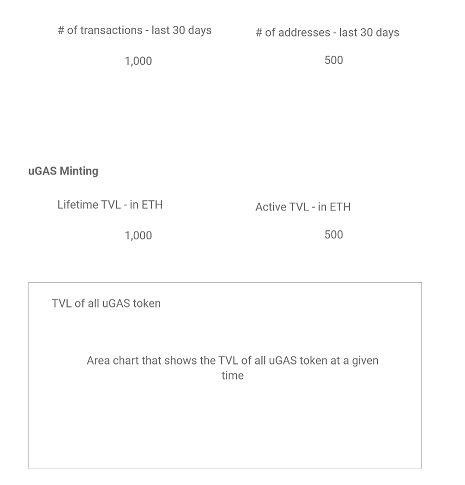 # of transactions - last 30 days
# of addresses - last 30 days
1,000
500
uGAS Minting
Lifetime TVL - in ETH
Active TVL - in ETH
1,000
500
TVL of all uGAS token
Area chart that shows the TVL of all uGAS token at a given
time